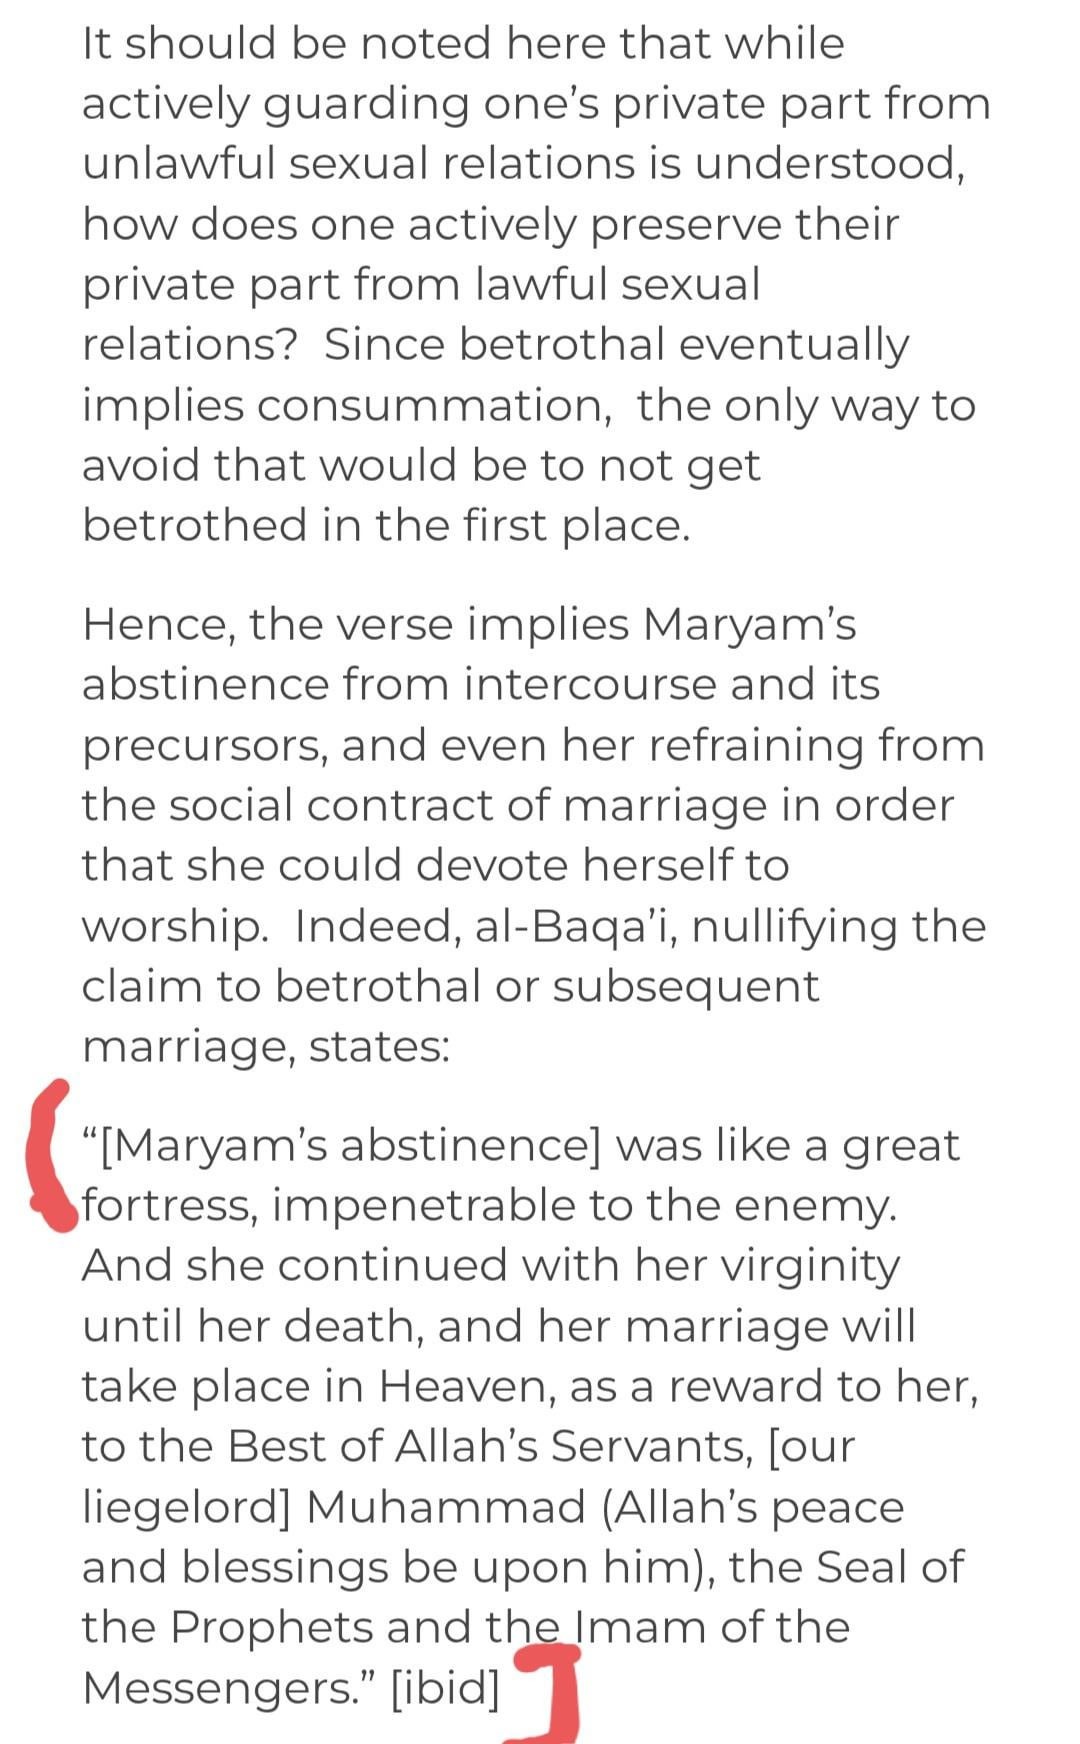 It should be noted here that while
actively guarding one's private part from
unlawful sexual relations is understood,
how does one actively preserve their
private part from lawful sexual
relations?  Since betrothal eventually
implies consummation,  the only way to
avoid that would be to not get
betrothed in the first place.
Hence, the verse implies Maryam's
abstinence from intercourse and its
precursors, and even her refraining from
the social contract of marriage in order
that she could devote herself to
worship.  Indeed, al-Baqa'i, nullifying the
claim to betrothal or subsequent
marriage, states:
“[Maryam's abstinence] was like a great
fortress, impenetrable to the enemy.
And she continued with her virginity
until her death, and her marriage will
take place in Heaven, as a reward to her,
to the Best of Allah's Servants, [our
liegelord] Muhammad (Allah's peace
and blessings be upon him), the Seal of
the Prophets and the Imam of the
Messengers.” [ibid]